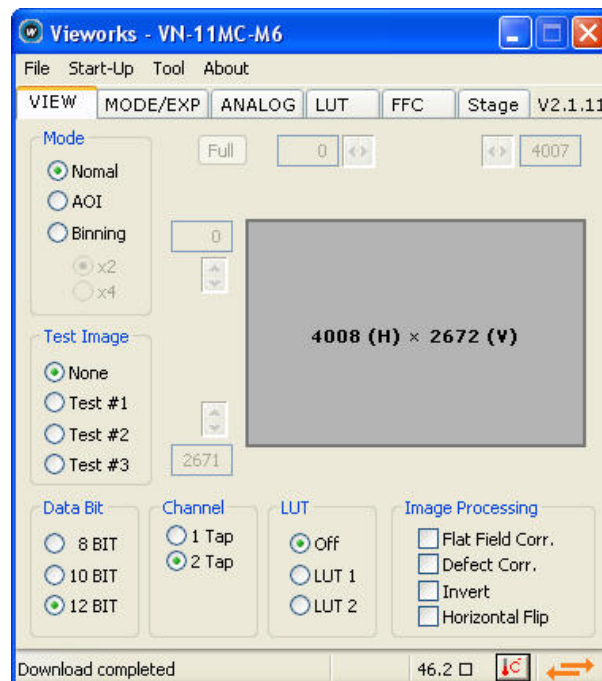 Vieworks - VN-11MC-M6
File Start-Up Tool About
VIEW MODE/EXP ANALOG LUT FFC Stage V2.1.11
Mode
Nomal
AOI
Binning
x2
x4
Full 0 4007
0
4008 (H) × 2672 (V)
2671
Test Image
None
Test #1
Test #2
Test #3
Data Bit
8 BIT
10 BIT
12 BIT
Channel
1 Tap
2 Tap
LUT
Off
LUT 1
LUT 2
Image Processing
Flat Field Corr.
Defect Corr.
Invert
Horizontal Flip
Download completed 46.2 □ C